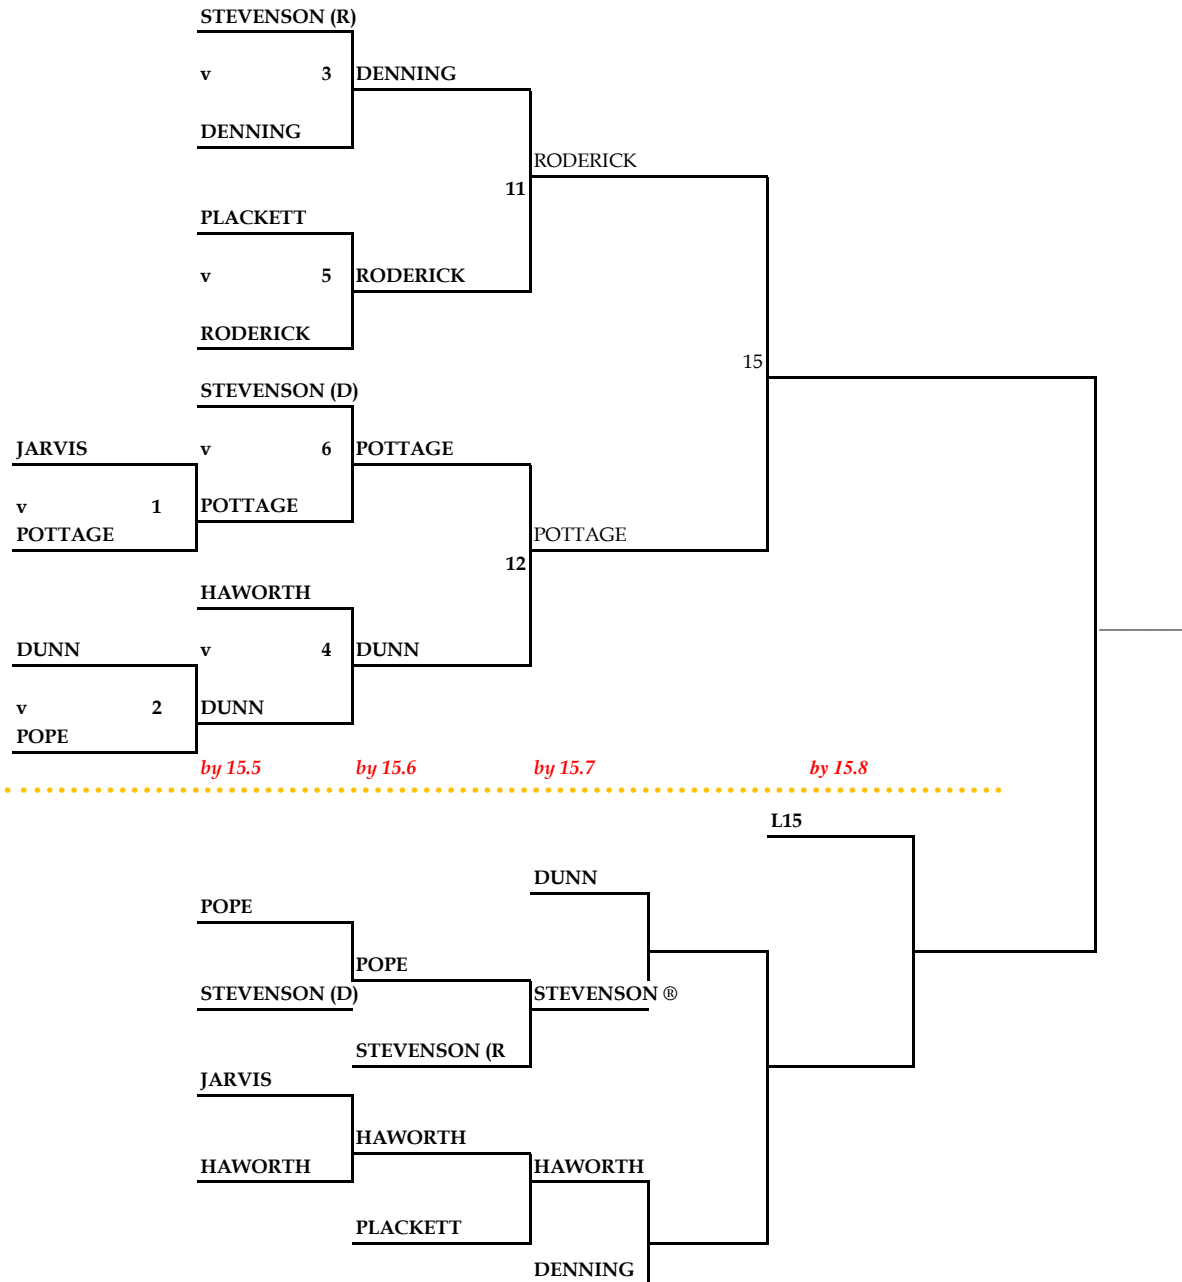 STEVENSON (R)
v 3 DENNING
DENNING
RODERICK
11
PLACKETT
v 5 RODERICK
RODERICK
15
STEVENSON (D)
JARVIS v 6 POTTAGE
v 1 POTTAGE
POTTAGE POTTAGE
12
HAWORTH
DUNN v 4 DUNN
v 2 DUNN
POPE
by 15.5 by 15.6 by 15.7 by 15.8
L15
DUNN
POPE
POPE
STEVENSON (D) STEVENSON ®
STEVENSON (R
JARVIS
HAWORTH
HAWORTH HAWORTH
PLACKETT
DENNING